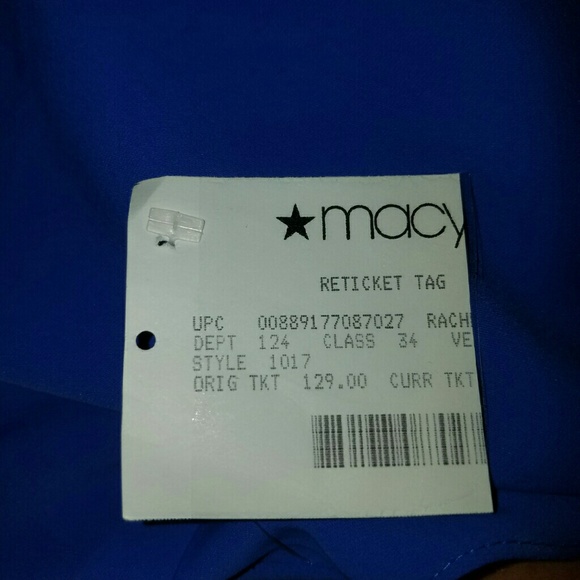 ★macy
RETICKET TAG
UPC 00889177087027 RACH
DEPT 124 CLASS 34 VE
STYLE 1017
ORIG TKT 129.00 CURR TKT